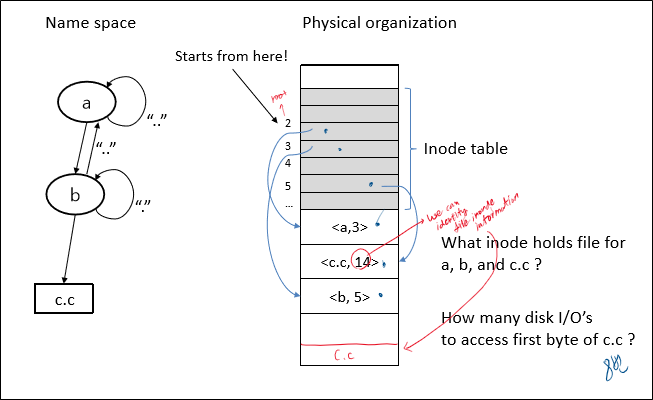 Name space
Physical organization
Starts from here!
root
a
".."
".."
b
"."
c.c
2
3
4
5
...
Inode table
<a,3>
<c.c, 14>
<b, 5>
c.c
we can
identify
file inode
information
What inode holds file for
a, b, and c.c ?
How many disk I/O's
to access first byte of c.c ?